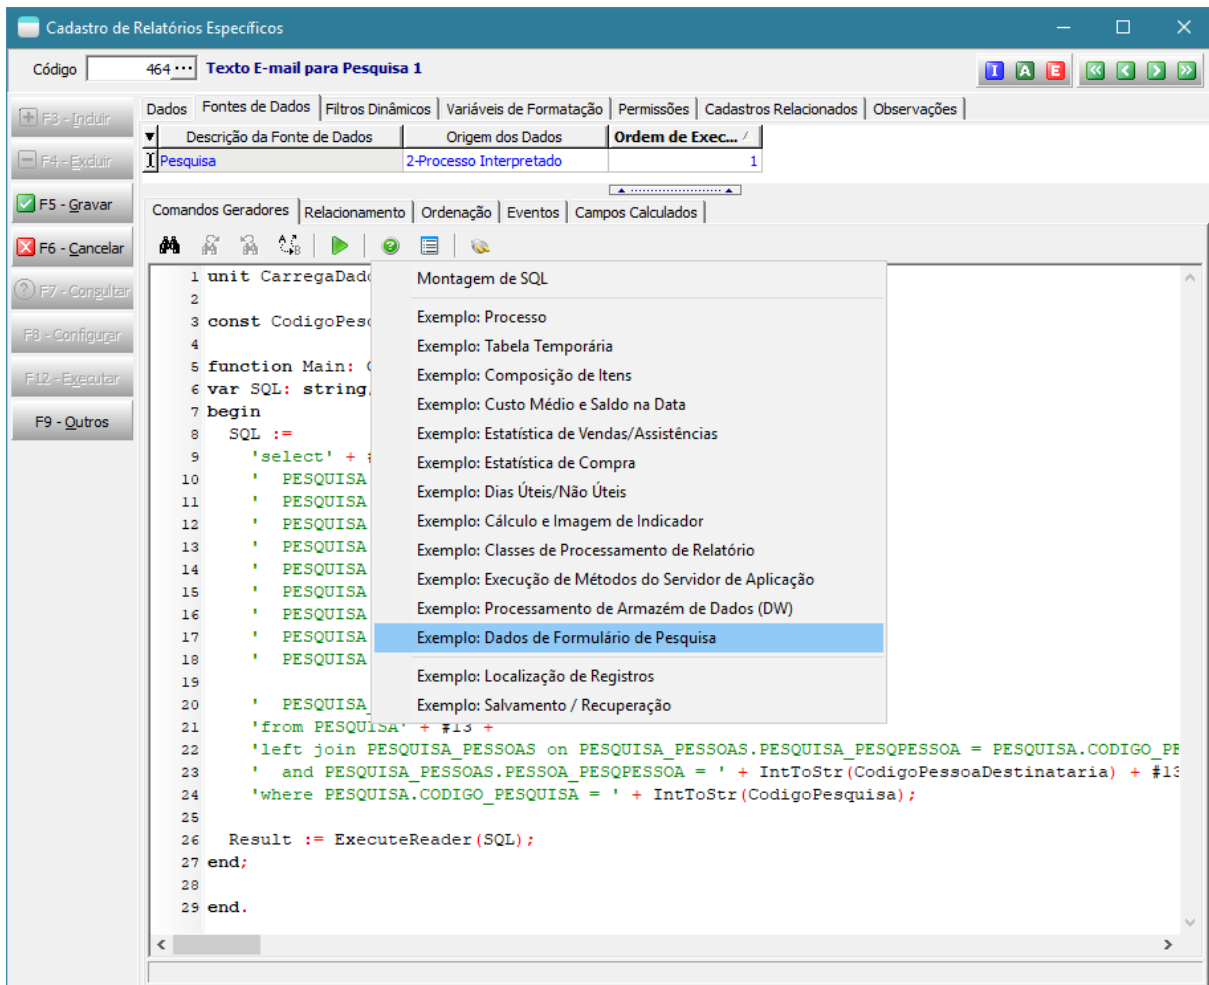 Cadastro de Relatórios Específicos
Código 464 ... Texto E-mail para Pesquisa 1
I A E
F3 - Incluir
F4 - Excluir
F5 - Gravar
F6 - Cancelar
F7 - Consultar
F8 - Configurar
F12 - Executar
F9 - Outros
Dados Fontes de Dados Filtros Dinâmicos Variáveis de Formatação Permissões Cadastros Relacionados Observações
Descrição da Fonte de Dados Origem dos Dados Ordem de Exec...
Pesquisa 2-Processo Interpretado 1
Comandos Geradores Relacionamento Ordenação Eventos Campos Calculados
Montagem de SQL
Exemplo: Processo
Exemplo: Tabela Temporária
Exemplo: Composição de Itens
Exemplo: Custo Médio e Saldo na Data
Exemplo: Estatística de Vendas/Assistências
Exemplo: Estatística de Compra
Exemplo: Dias Úteis/Não Úteis
Exemplo: Cálculo e Imagem de Indicador
Exemplo: Classes de Processamento de Relatório
Exemplo: Execução de Métodos do Servidor de Aplicação
Exemplo: Processamento de Armazém de Dados (DW)
Exemplo: Dados de Formulário de Pesquisa
Exemplo: Localização de Registros
Exemplo: Salvamento / Recuperação
1 unit CarregaDad
2
3 const CodigoPes
4
5 function Main:
6 var SQL: string
7 begin
8 SQL :=
9 'select' +
10 ' PESQUISA
11 ' PESQUISA
12 ' PESQUISA
13 ' PESQUISA
14 ' PESQUISA
15 ' PESQUISA
16 ' PESQUISA
17 ' PESQUISA
18 ' PESQUISA
19
20 ' PESQUISA_
21 'from PESQUISA' + #13 +
22 'left join PESQUISA_PESSOAS on PESQUISA_PESSOAS.PESQUISA_PESQPESSOA = PESQUISA.CODIGO_PE
23 ' and PESQUISA_PESSOAS.PESSOA_PESQPESSOA = ' + IntToStr(CodigoPessoaDestinataria) + #13
24 'where PESQUISA.CODIGO_PESQUISA = ' + IntToStr(CodigoPesquisa);
25
26 Result := ExecuteReader(SQL);
27 end;
28
29 end.